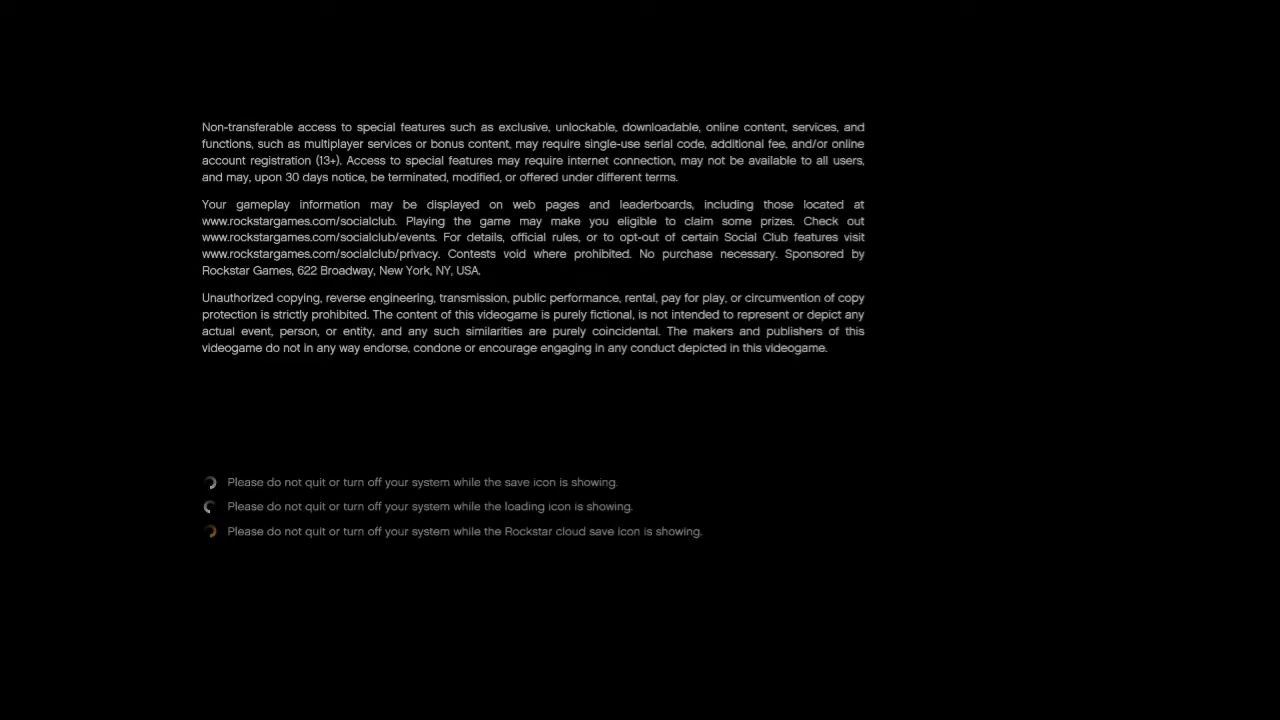 Non-transferable access to special features such as exclusive, unlockable, downloadable, online content, services, and
functions, such as multiplayer services or bonus content, may require single-use serial code, additional fee, and/or online
account registration (13+). Access to special features may require internet connection, may not be available to all users,
and may, upon 30 days notice, be terminated, modified, or offered under different terms.
Your gameplay information may be displayed on web pages and leaderboards, including those located at
www.rockstargames.com/socialclub. Playing the game may make you eligible to claim some prizes. Check out
www.rockstargames.com/socialclub/events. For details, official rules, or to opt-out of certain Social Club features visit
www.rockstargames.com/socialclub/privacy. Contests void where prohibited. No purchase necessary. Sponsored by
Rockstar Games, 622 Broadway, New York, NY, USA.
Unauthorized copying, reverse engineering, transmission, public performance, rental, pay for play, or circumvention of copy
protection is strictly prohibited. The content of this videogame is purely fictional, is not intended to represent or depict any
actual event, person, or entity, and any such similarities are purely coincidental. The makers and publishers of this
videogame do not in any way endorse, condone or encourage engaging in any conduct depicted in this videogame.
Please do not quit or turn off your system while the save icon is showing.
Please do not quit or turn off your system while the loading icon is showing.
Please do not quit or turn off your system while the Rockstar cloud save icon is showing.